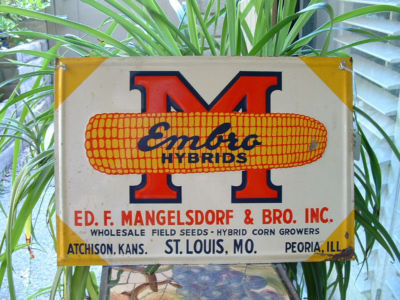 M
Embro
HYBRIDS
ED. F. MANGELSDORF & BRO. INC.
WHOLESALE FIELD SEEDS - HYBRID CORN GROWERS
ATCHISON, KANS. ST. LOUIS, MO. PEORIA, ILL.